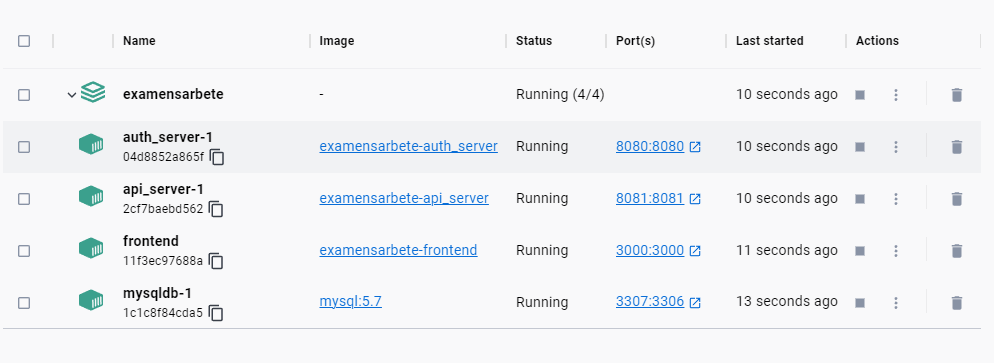 Name Image Status Port(s) Last started Actions
examensarbete - Running (4/4) 10 seconds ago
auth_server-1
04d8852a865f examensarbete-auth_server Running 8080:8080 10 seconds ago
api_server-1
2cf7baebd562 examensarbete-api_server Running 8081:8081 10 seconds ago
frontend
11f3ec97688a examensarbete-frontend Running 3000:3000 11 seconds ago
mysqldb-1
1c1c8f84cda5 mysql:5.7 Running 3307:3306 13 seconds ago